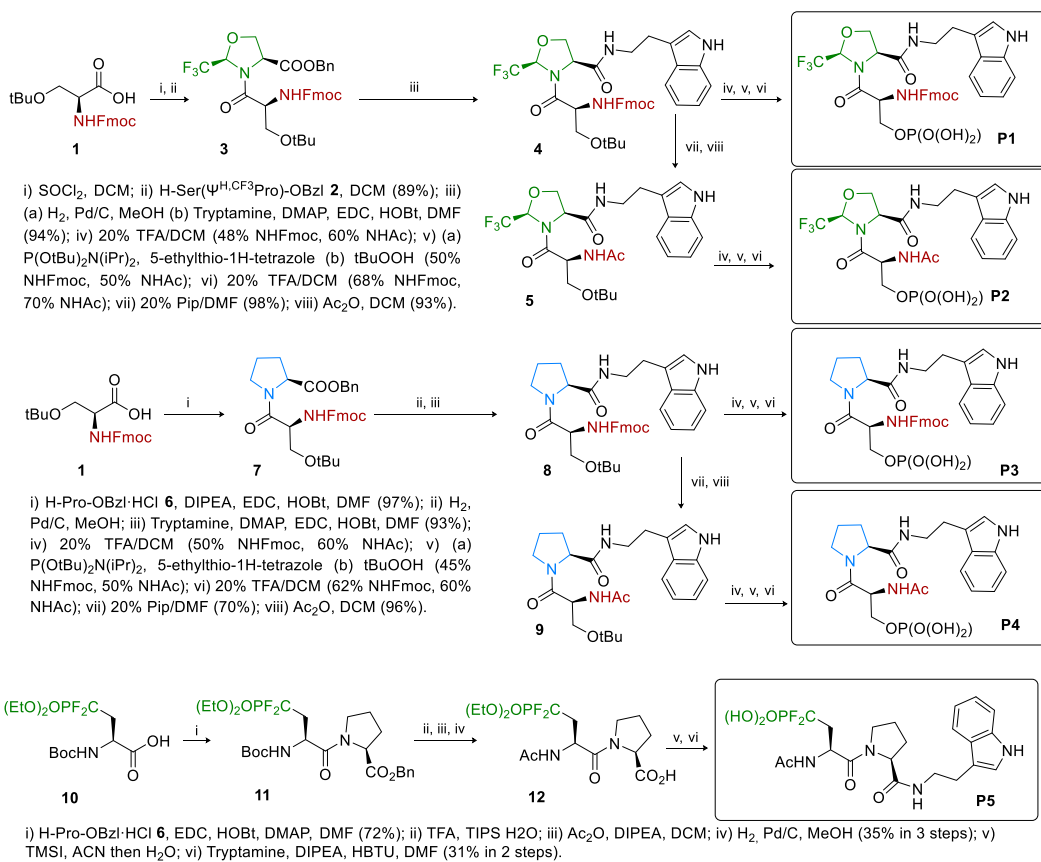 O
F3C
N
COOBn
O
NHFmoc
OtBu
3
O
OH
tBuO
NHFmoc
1
i, ii
iii
O
F3C
N
H
N
O
O
NHFmoc
OtBu
NH
4
iv, v, vi
O
F3C
N
H
N
O
O
NHFmoc
OP(O(OH)2)
NH
P1
vii, viii
i) SOCl2, DCM; ii) H-Ser(Ψ^H,CF3Pro)-OBzl 2, DCM (89%); iii)
(a) H2, Pd/C, MeOH (b) Tryptamine, DMAP, EDC, HOBt, DMF
(94%); iv) 20% TFA/DCM (48% NHFmoc, 60% NHAc); v) (a)
P(OtBu)2N(iPr)2, 5-ethylthio-1H-tetrazole (b) tBuOOH (50%
NHFmoc, 50% NHAc); vi) 20% TFA/DCM (68% NHFmoc,
70% NHAc); vii) 20% Pip/DMF (98%); viii) Ac2O, DCM (93%).
O
F3C
N
H
N
O
O
NHAc
OtBu
NH
5
iv, v, vi
O
F3C
N
H
N
O
O
NHAc
OP(O(OH)2)
NH
P2
O
OH
tBuO
NHFmoc
1
i
N
COOBn
O
NHFmoc
OtBu
7
ii, iii
N
H
N
O
O
NHFmoc
OtBu
NH
8
iv, v, vi
N
H
N
O
O
NHFmoc
OP(O(OH)2)
NH
P3
vii, viii
i) H-Pro-OBzl·HCl 6, DIPEA, EDC, HOBt, DMF (97%); ii) H2,
Pd/C, MeOH; iii) Tryptamine, DMAP, EDC, HOBt, DMF (93%);
iv) 20% TFA/DCM (50% NHFmoc, 60% NHAc); v) (a)
P(OtBu)2N(iPr)2, 5-ethylthio-1H-tetrazole (b) tBuOOH (45%
NHFmoc, 50% NHAc); vi) 20% TFA/DCM (62% NHFmoc, 60%
NHAc); vii) 20% Pip/DMF (70%); viii) Ac2O, DCM (96%).
N
H
N
O
O
NHAc
OtBu
NH
9
iv, v, vi
N
H
N
O
O
NHAc
OP(O(OH)2)
NH
P4
(EtO)2OPF2C
BocHN
OH
O
10
i
(EtO)2OPF2C
BocHN
N
O
CO2Bn
11
ii, iii, iv
(EtO)2OPF2C
AcHN
N
O
CO2H
12
v, vi
(HO)2OPF2C
AcHN
N
O
O
N
H
NH
P5
i) H-Pro-OBzl·HCl 6, EDC, HOBt, DMAP, DMF (72%); ii) TFA, TIPS H2O; iii) Ac2O, DIPEA, DCM; iv) H2, Pd/C, MeOH (35% in 3 steps); v)
TMSI, ACN then H2O; vi) Tryptamine, DIPEA, HBTU, DMF (31% in 2 steps).